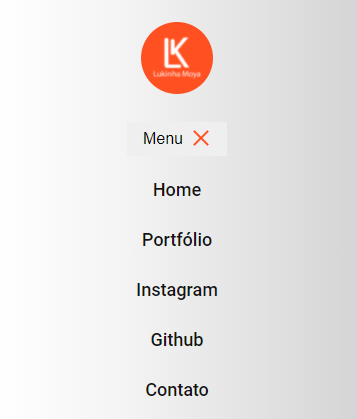 LK
Lukinha Moya
Menu
Home
Portfólio
Instagram
Github
Contato